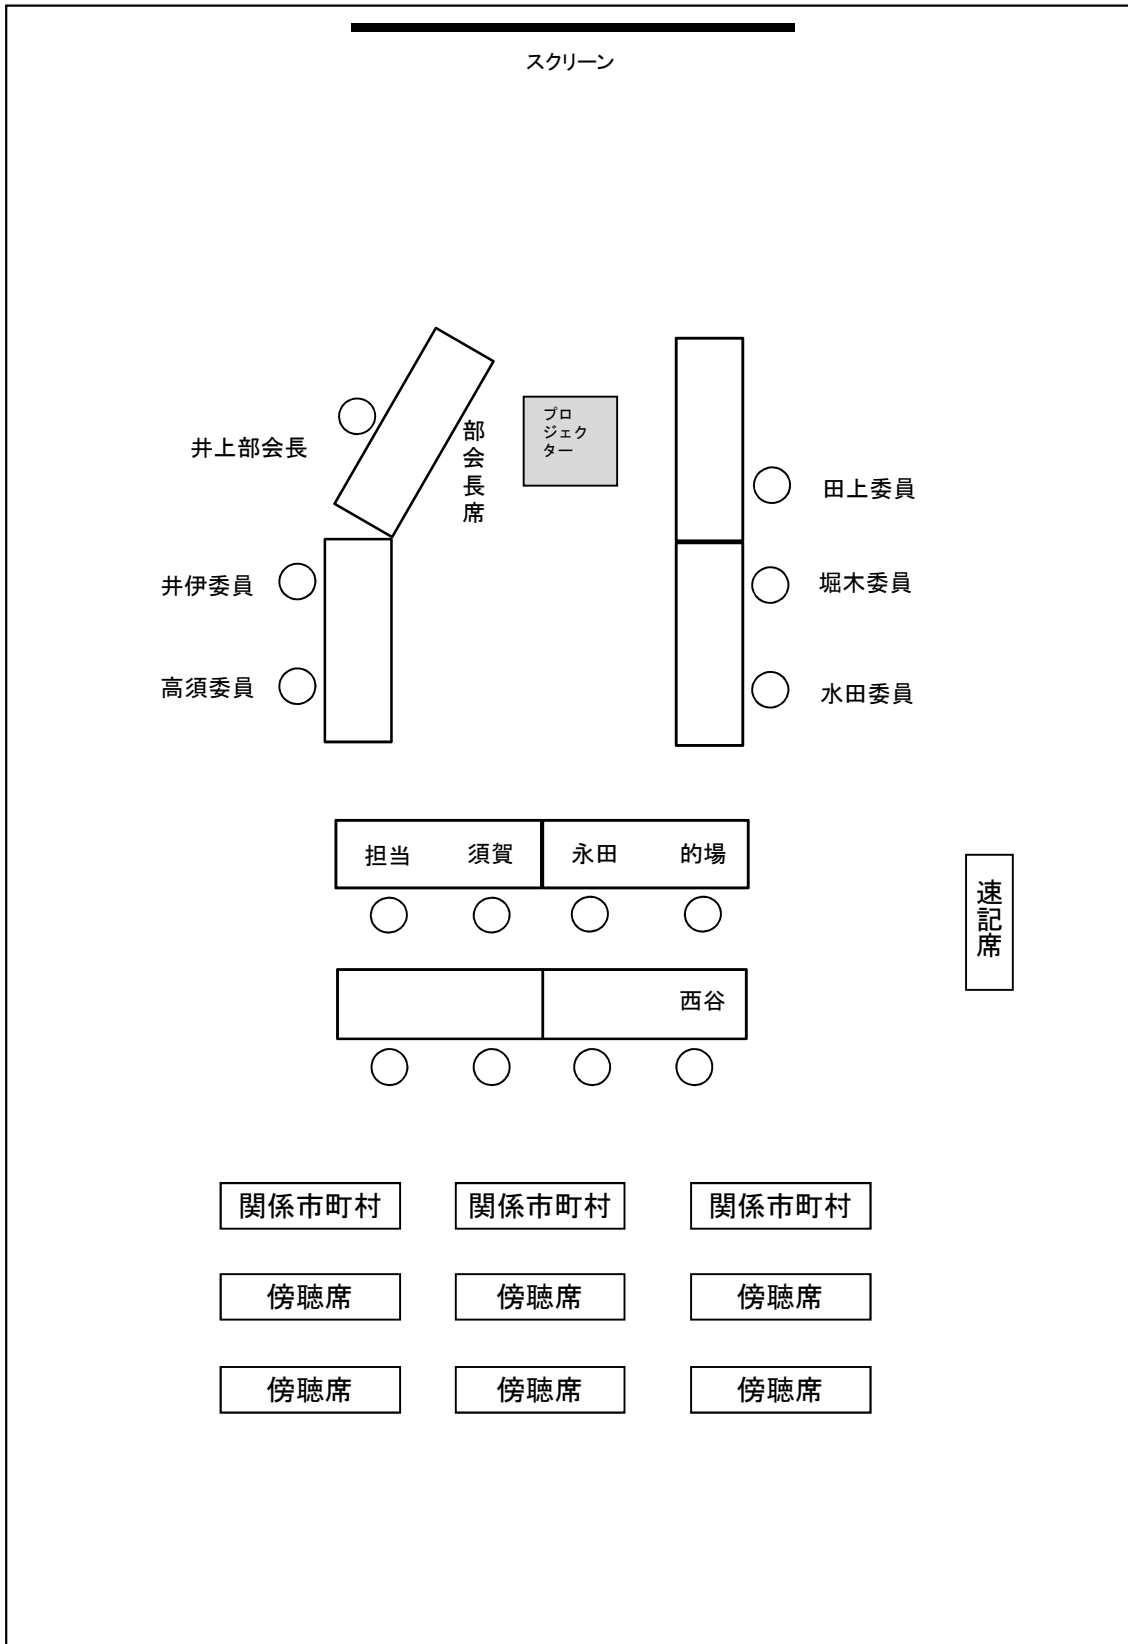 スクリーン
プロ
ジェク
ター
部会長席
井上部会長
田上委員
井伊委員
堀木委員
高須委員
水田委員
担当 須賀 永田 的場
速記席
西谷
関係市町村 関係市町村 関係市町村
傍聴席 傍聴席 傍聴席
傍聴席 傍聴席 傍聴席